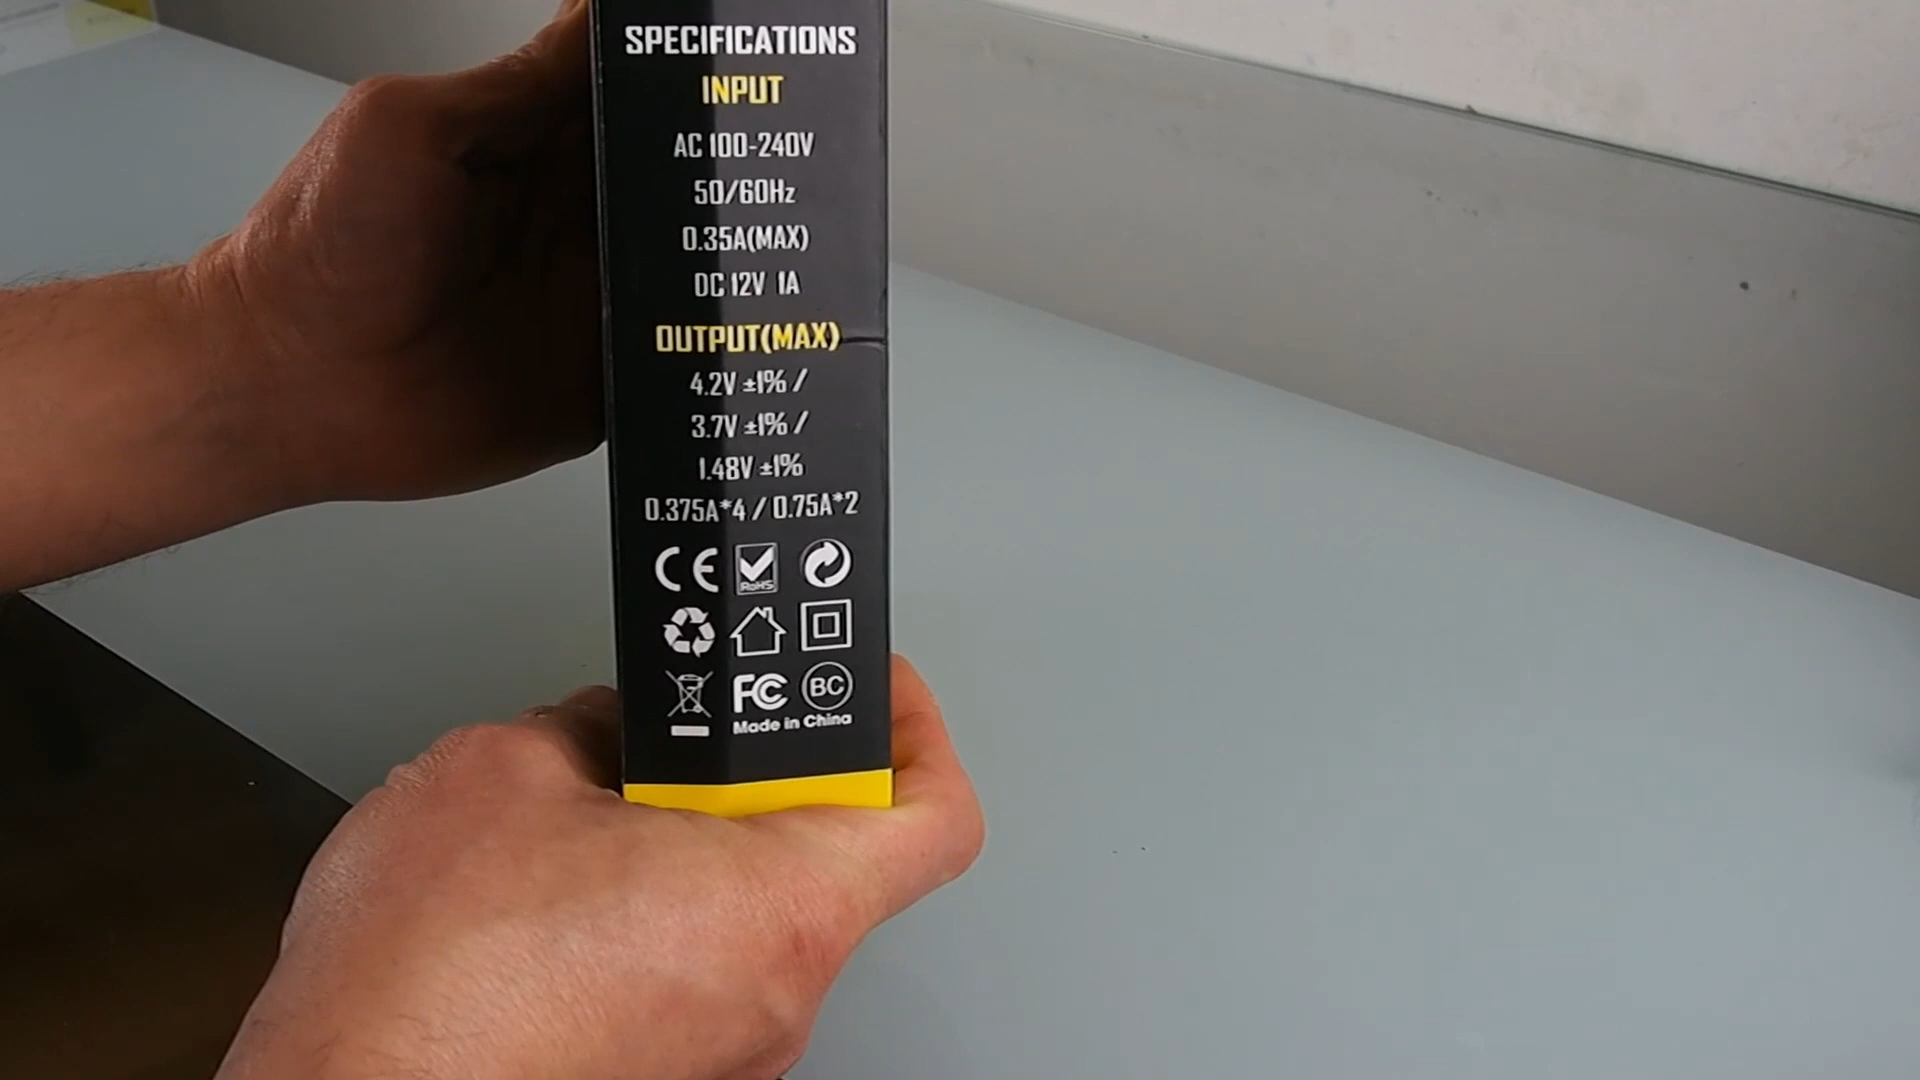 SPECIFICATIONS
INPUT
AC 100-240V
50/60Hz
0.35A(MAX)
DC 12V 1A
OUTPUT(MAX)
4.2V ±1% /
3.7V ±1% /
1.48V ±1%
0.375A*4 / 0.75A*2
CE RoHS
FC BC
Made in China